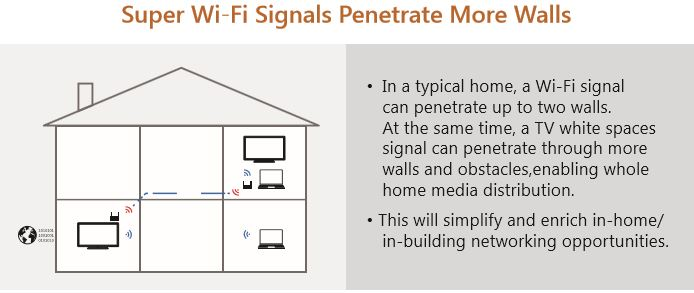 Super Wi-Fi Signals Penetrate More Walls
• In a typical home, a Wi-Fi signal
can penetrate up to two walls.
At the same time, a TV white spaces
signal can penetrate through more
walls and obstacles,enabling whole
home media distribution.
• This will simplify and enrich in-home/
in-building networking opportunities.